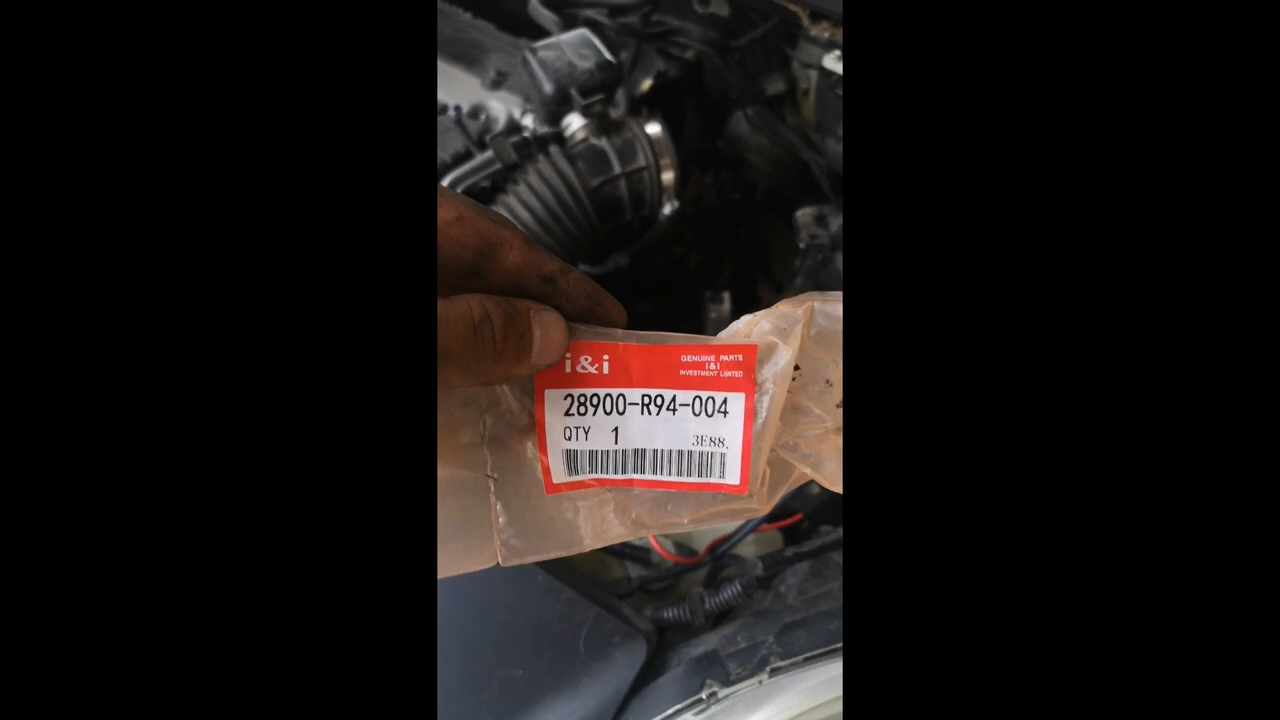 i&i
GENUINE PARTS
I&I
INVESTMENT LIMITED
28900-R94-004
QTY 1
3E88.